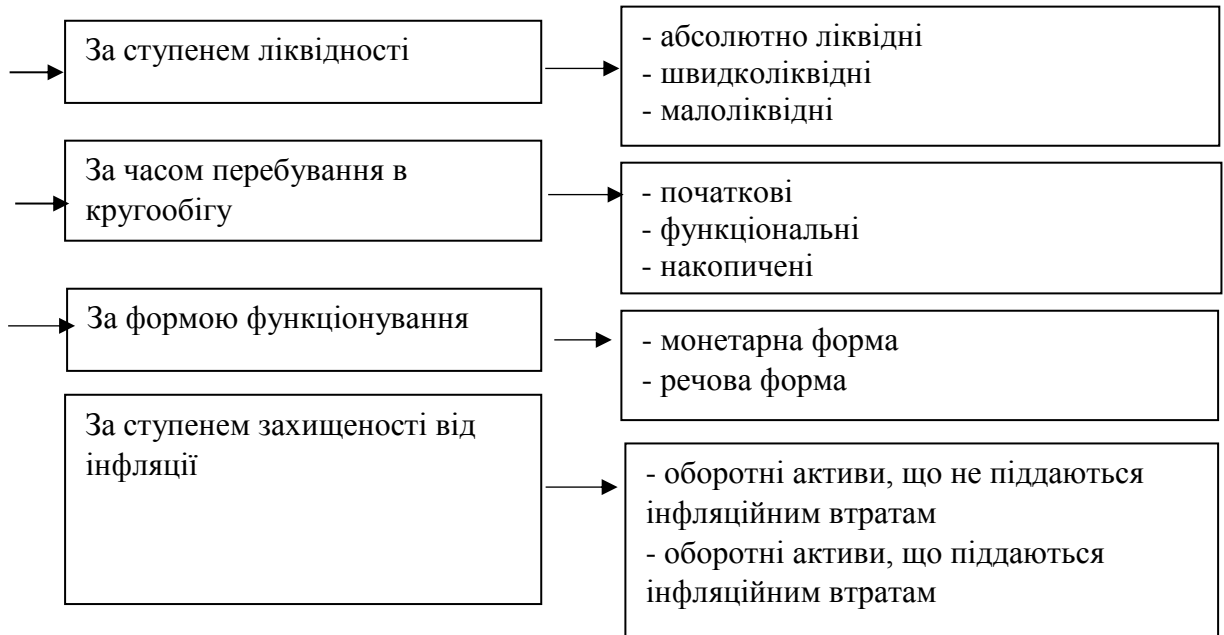 За ступенем ліквідності
- абсолютно ліквідні
- швидколіквідні
- малоліквідні
За часом перебування в
кругообігу
- початкові
- функціональні
- накопичені
За формою функціонування
- монетарна форма
- речова форма
За ступенем захищеності від
інфляції
- оборотні активи, що не піддаються
інфляційним втратам
- оборотні активи, що піддаються
інфляційним втратам